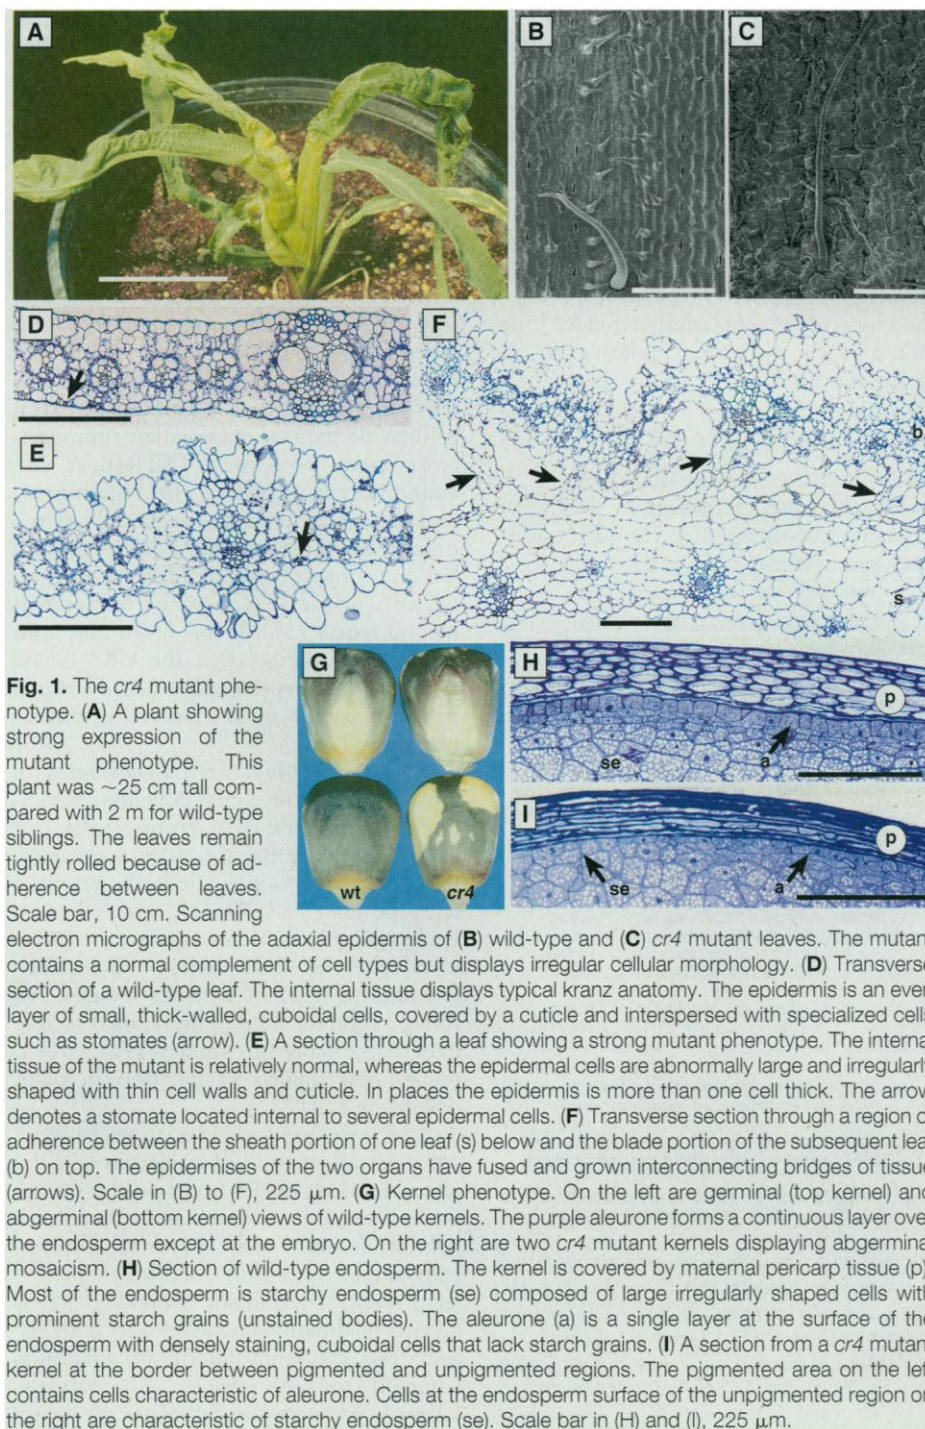 A
B
C
D
E
F
b
s
G
wt
cr4
H
p
se
a
I
p
se
a
Fig. 1. The cr4 mutant phe-
notype. (A) A plant showing
strong expression of the
mutant phenotype. This
plant was ~25 cm tall com-
pared with 2 m for wild-type
siblings. The leaves remain
tightly rolled because of ad-
herence between leaves.
Scale bar, 10 cm. Scanning
electron micrographs of the adaxial epidermis of (B) wild-type and (C) cr4 mutant leaves. The mutan
contains a normal complement of cell types but displays irregular cellular morphology. (D) Transverse
section of a wild-type leaf. The internal tissue displays typical kranz anatomy. The epidermis is an even
layer of small, thick-walled, cuboidal cells, covered by a cuticle and interspersed with specialized cells
such as stomates (arrow). (E) A section through a leaf showing a strong mutant phenotype. The interna
tissue of the mutant is relatively normal, whereas the epidermal cells are abnormally large and irregularly
shaped with thin cell walls and cuticle. In places the epidermis is more than one cell thick. The arrow
denotes a stomate located internal to several epidermal cells. (F) Transverse section through a region o
adherence between the sheath portion of one leaf (s) below and the blade portion of the subsequent lea
(b) on top. The epidermises of the two organs have fused and grown interconnecting bridges of tissue
(arrows). Scale in (B) to (F), 225 μm. (G) Kernel phenotype. On the left are germinal (top kernel) and
abgerminal (bottom kernel) views of wild-type kernels. The purple aleurone forms a continuous layer over
the endosperm except at the embryo. On the right are two cr4 mutant kernels displaying abgermina
mosaicism. (H) Section of wild-type endosperm. The kernel is covered by maternal pericarp tissue (p)
Most of the endosperm is starchy endosperm (se) composed of large irregularly shaped cells with
prominent starch grains (unstained bodies). The aleurone (a) is a single layer at the surface of the
endosperm with densely staining, cuboidal cells that lack starch grains. (I) A section from a cr4 mutan
kernel at the border between pigmented and unpigmented regions. The pigmented area on the lef
contains cells characteristic of aleurone. Cells at the endosperm surface of the unpigmented region on
the right are characteristic of starchy endosperm (se). Scale bar in (H) and (I), 225 μm.